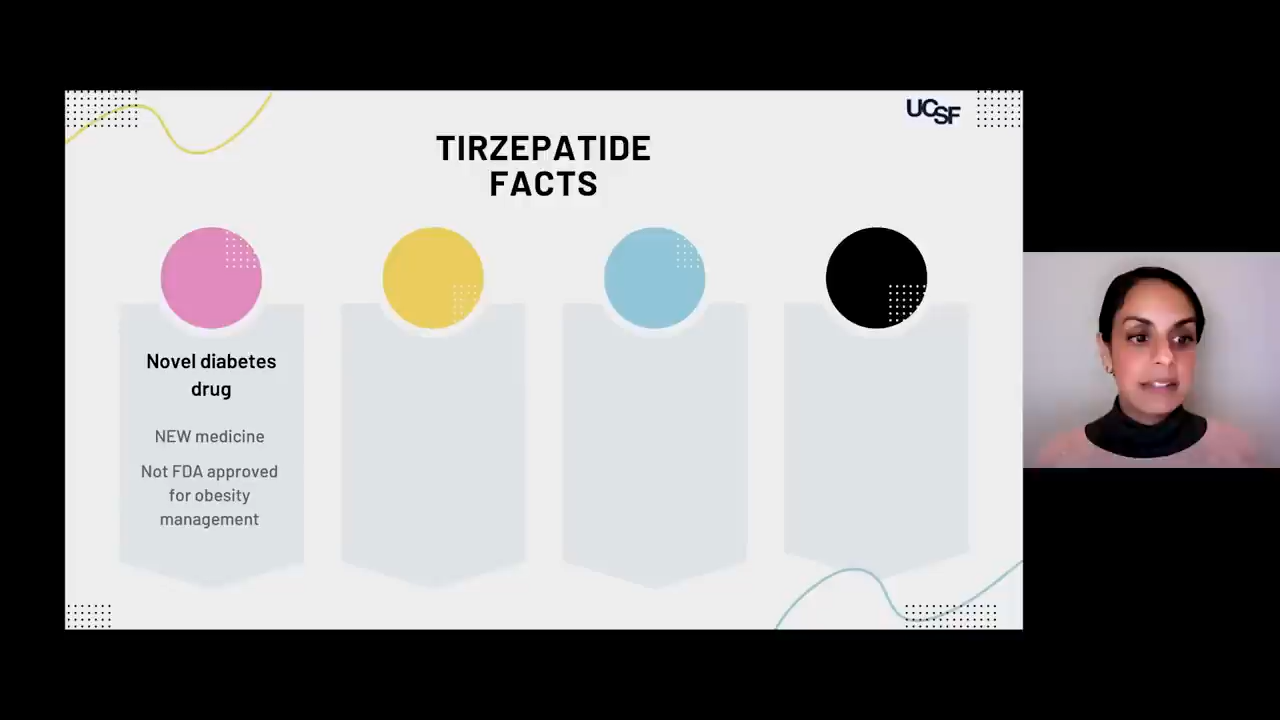 UCSF
TIRZEPATIDE
FACTS
Novel diabetes
drug
NEW medicine
Not FDA approved
for obesity
management